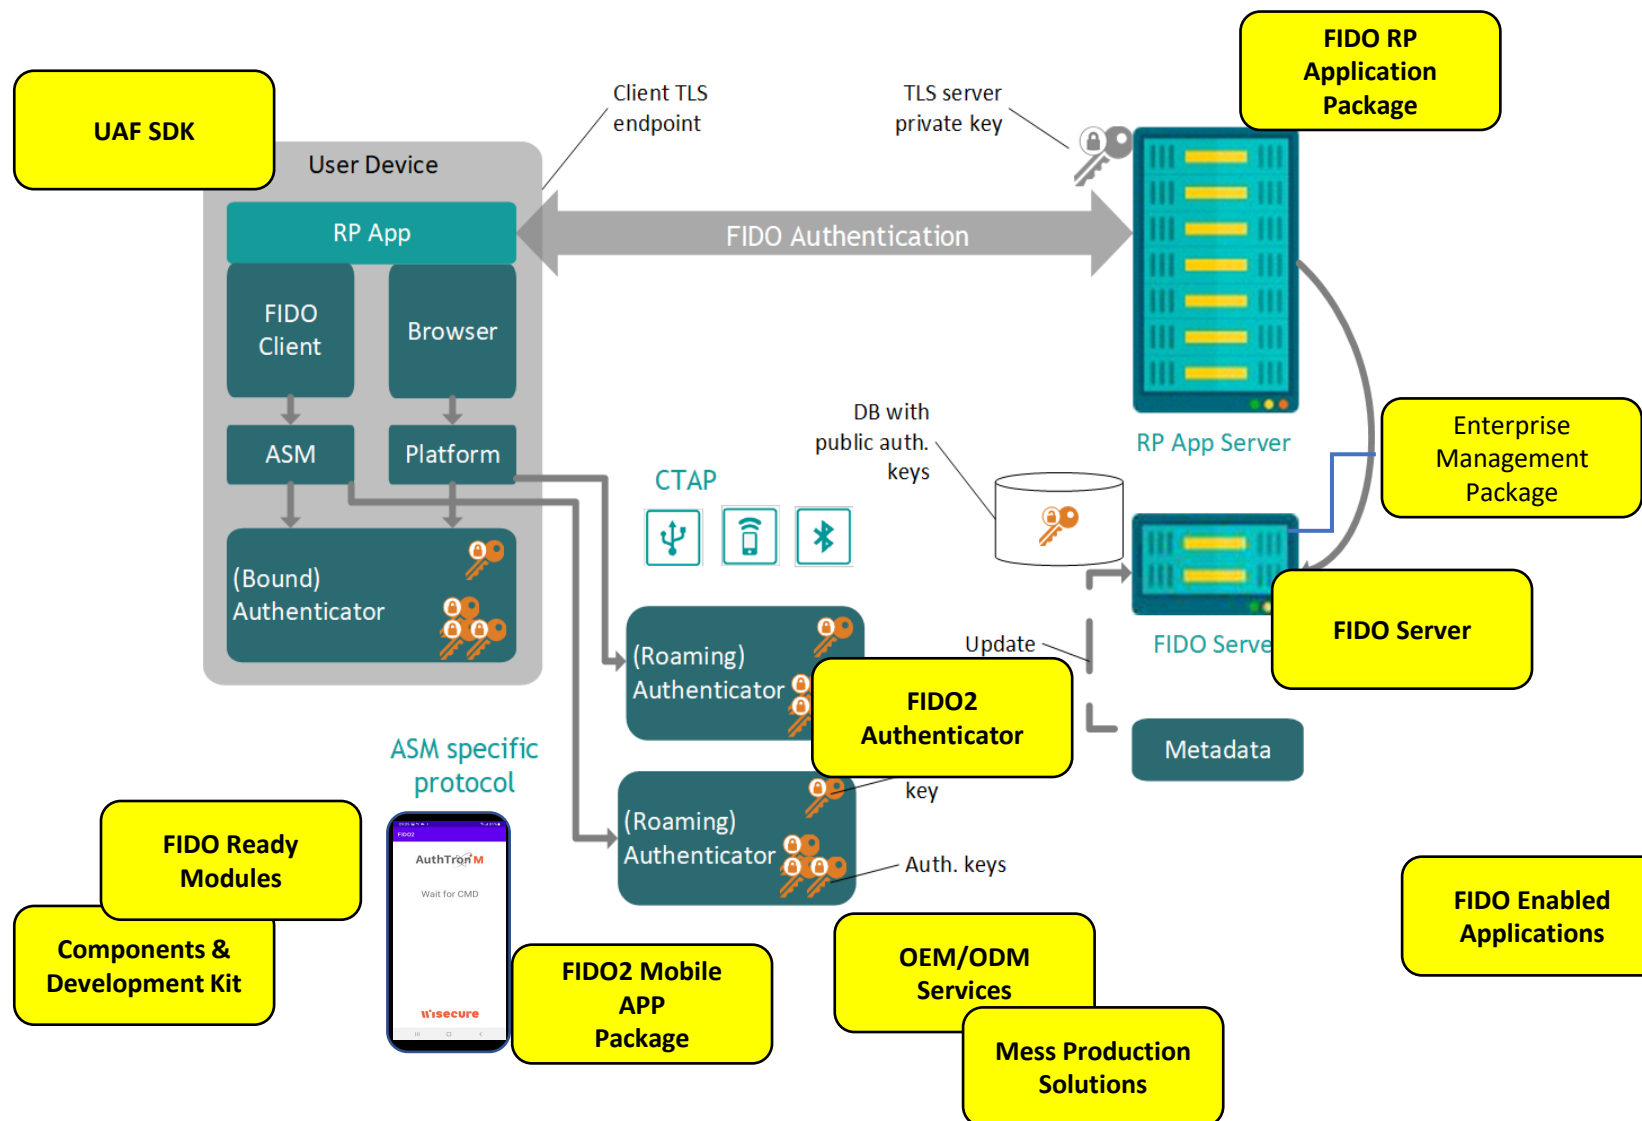 FIDO RP
Application
Package
UAF SDK
Client TLS
endpoint
TLS server
private key
User Device
RP App
FIDO Authentication
FIDO
Client
Browser
ASM
Platform
DB with
public auth.
keys
RP App Server
Enterprise
Management
Package
CTAP
(Bound)
Authenticator
(Roaming)
Authenticator
Update
FIDO Serve
FIDO Server
FIDO2
Authenticator
Metadata
ASM specific
protocol
key
(Roaming)
Authenticator
Auth. keys
FIDO Ready
Modules
Components &
Development Kit
FIDO2
AuthTron M
Wait for CMD
Wisecure
FIDO2 Mobile
APP
Package
OEM/ODM
Services
Mess Production
Solutions
FIDO Enabled
Applications